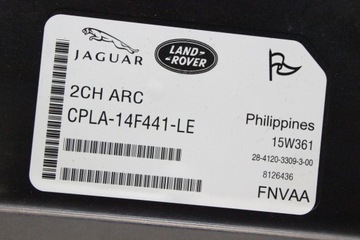 JAGUAR
LAND-
ROVER
2CH ARC
CPLA-14F441-LE
Philippines
15W361
28-4120-3309-3-00
8126436
FNVAA